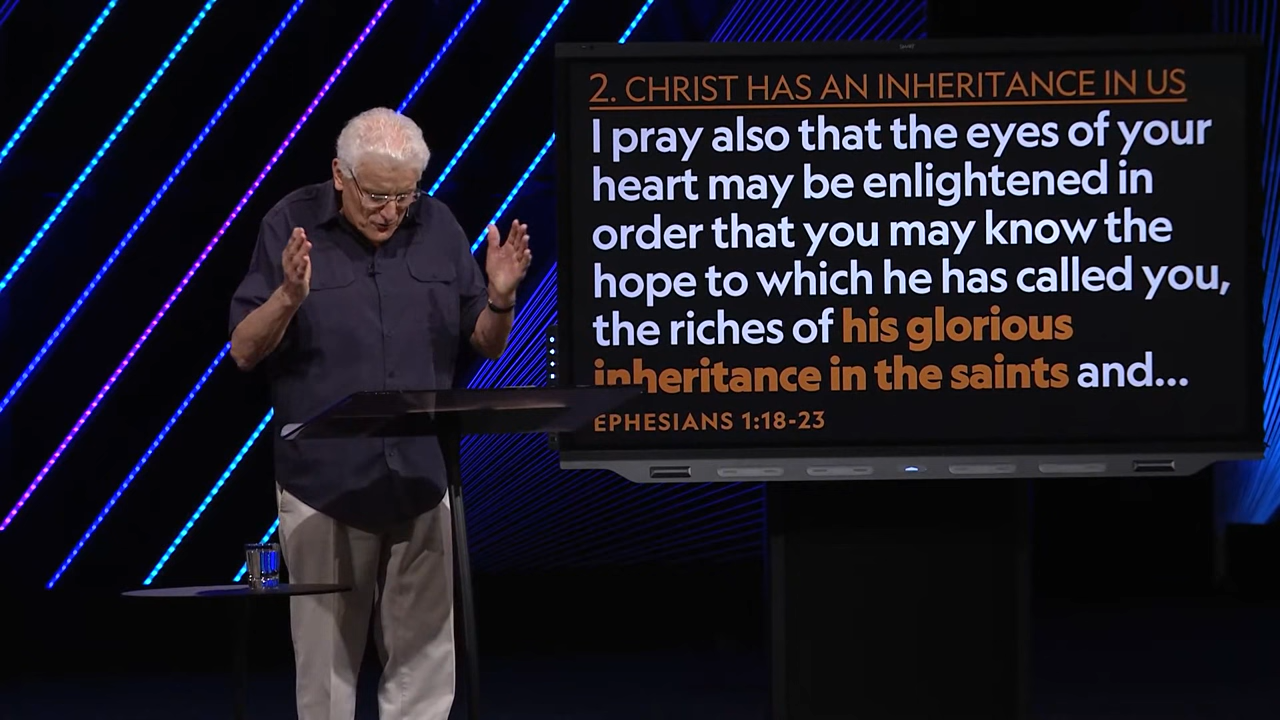 2. CHRIST HAS AN INHERITANCE IN US
I pray also that the eyes of your
heart may be enlightened in
order that you may know the
hope to which he has called you,
the riches of his glorious
inheritance in the saints and...
EPHESIANS 1:18-23